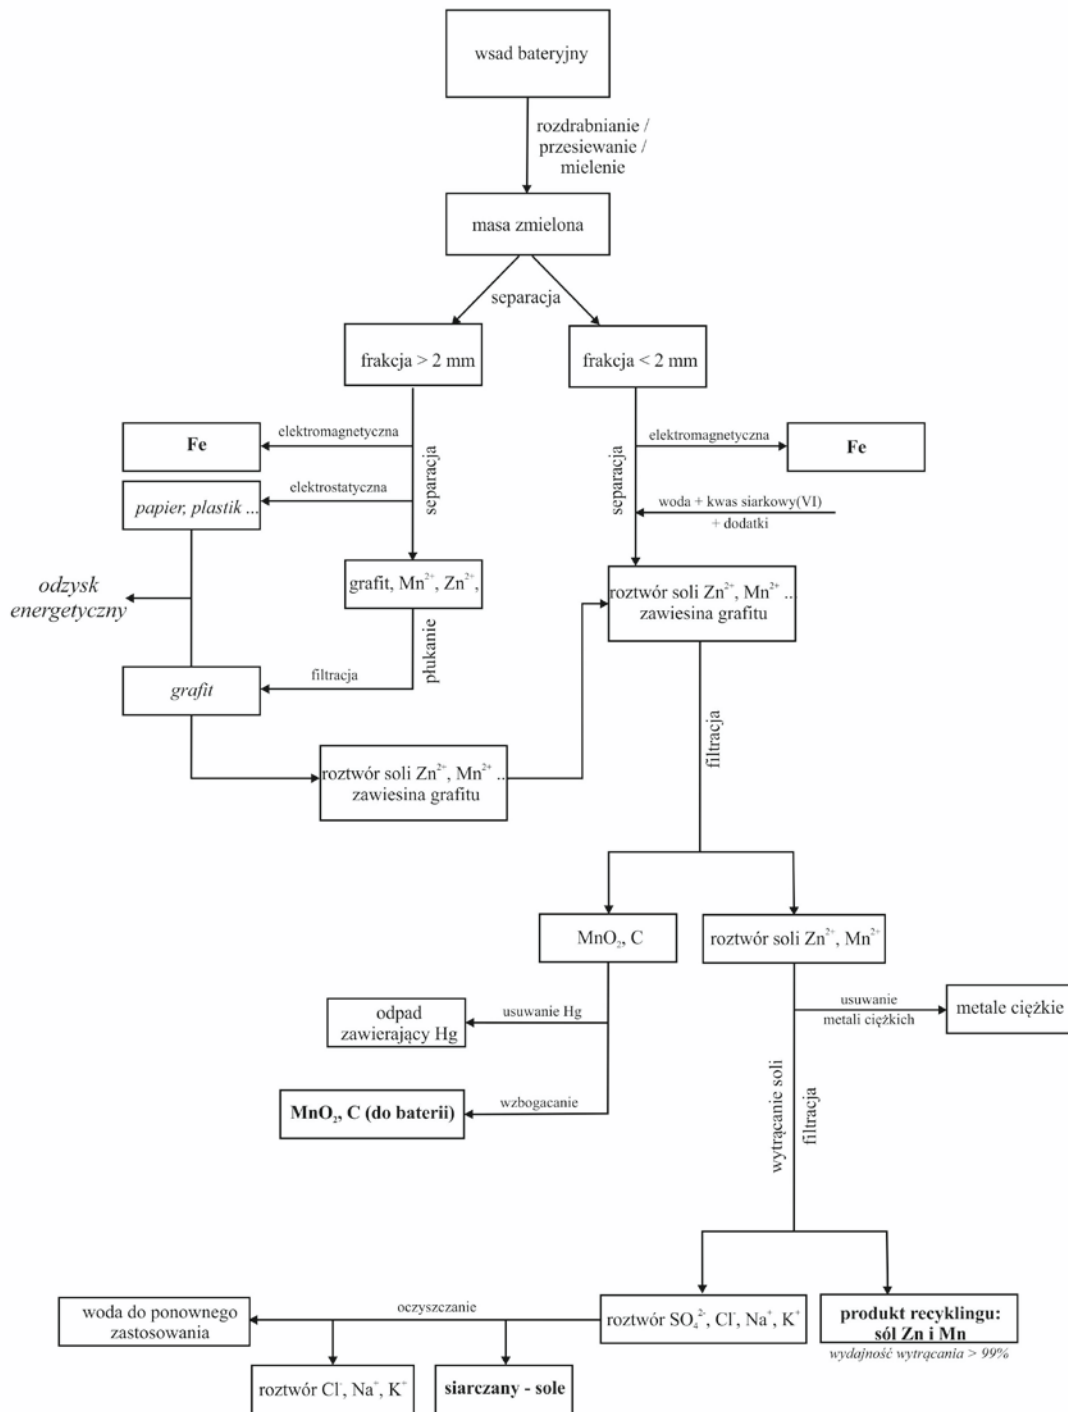 wsad bateryjny
rozdrabnianie /
przesiewanie /
mielenie
masa zmielona
separacja
frakcja > 2 mm
frakcja < 2 mm
Fe
elektromagnetyczna
separacja
separacja
elektromagnetyczna
Fe
papier, plastik ...
elektrostatyczna
woda + kwas siarkowy(VI)
+ dodatki
odzysk
energetyczny
grafit, Mn²⁺, Zn²⁺,
roztwór soli Zn²⁺, Mn²⁺ ..
zawiesina grafitu
płukanie
grafit
filtracja
filtracja
roztwór soli Zn²⁺, Mn²⁺ ..
zawiesina grafitu
MnO₂, C
roztwór soli Zn²⁺, Mn²⁺
odpad
zawierający Hg
usuwanie Hg
usuwanie
metali ciężkich
metale ciężkie
MnO₂, C (do baterii)
wzbogacanie
wytrącanie soli
filtracja
woda do ponownego
zastosowania
oczyszczanie
roztwór SO₄²⁻, Cl⁻, Na⁺, K⁺
produkt recyklingu:
sól Zn i Mn
wydajność wytrącania > 99%
roztwór Cl⁻, Na⁺, K⁺
siarczany - sole